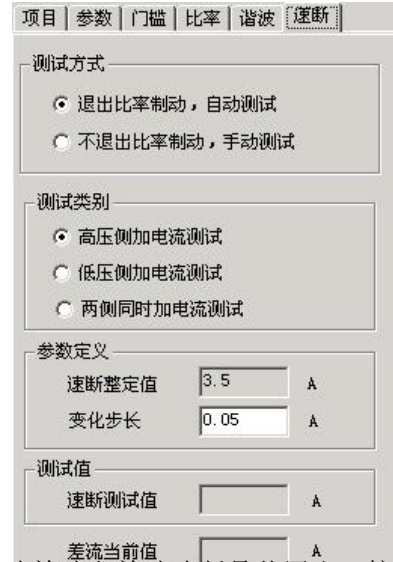 项目 参数 门槛 比率 谐波 速断
测试方式
退出比率制动，自动测试
不退出比率制动，手动测试
测试类别
高压侧加电流测试
低压侧加电流测试
两侧同时加电流测试
参数定义
速断整定值 3.5 A
变化步长 0.05 A
测试值
速断测试值 A
差流当前值 A